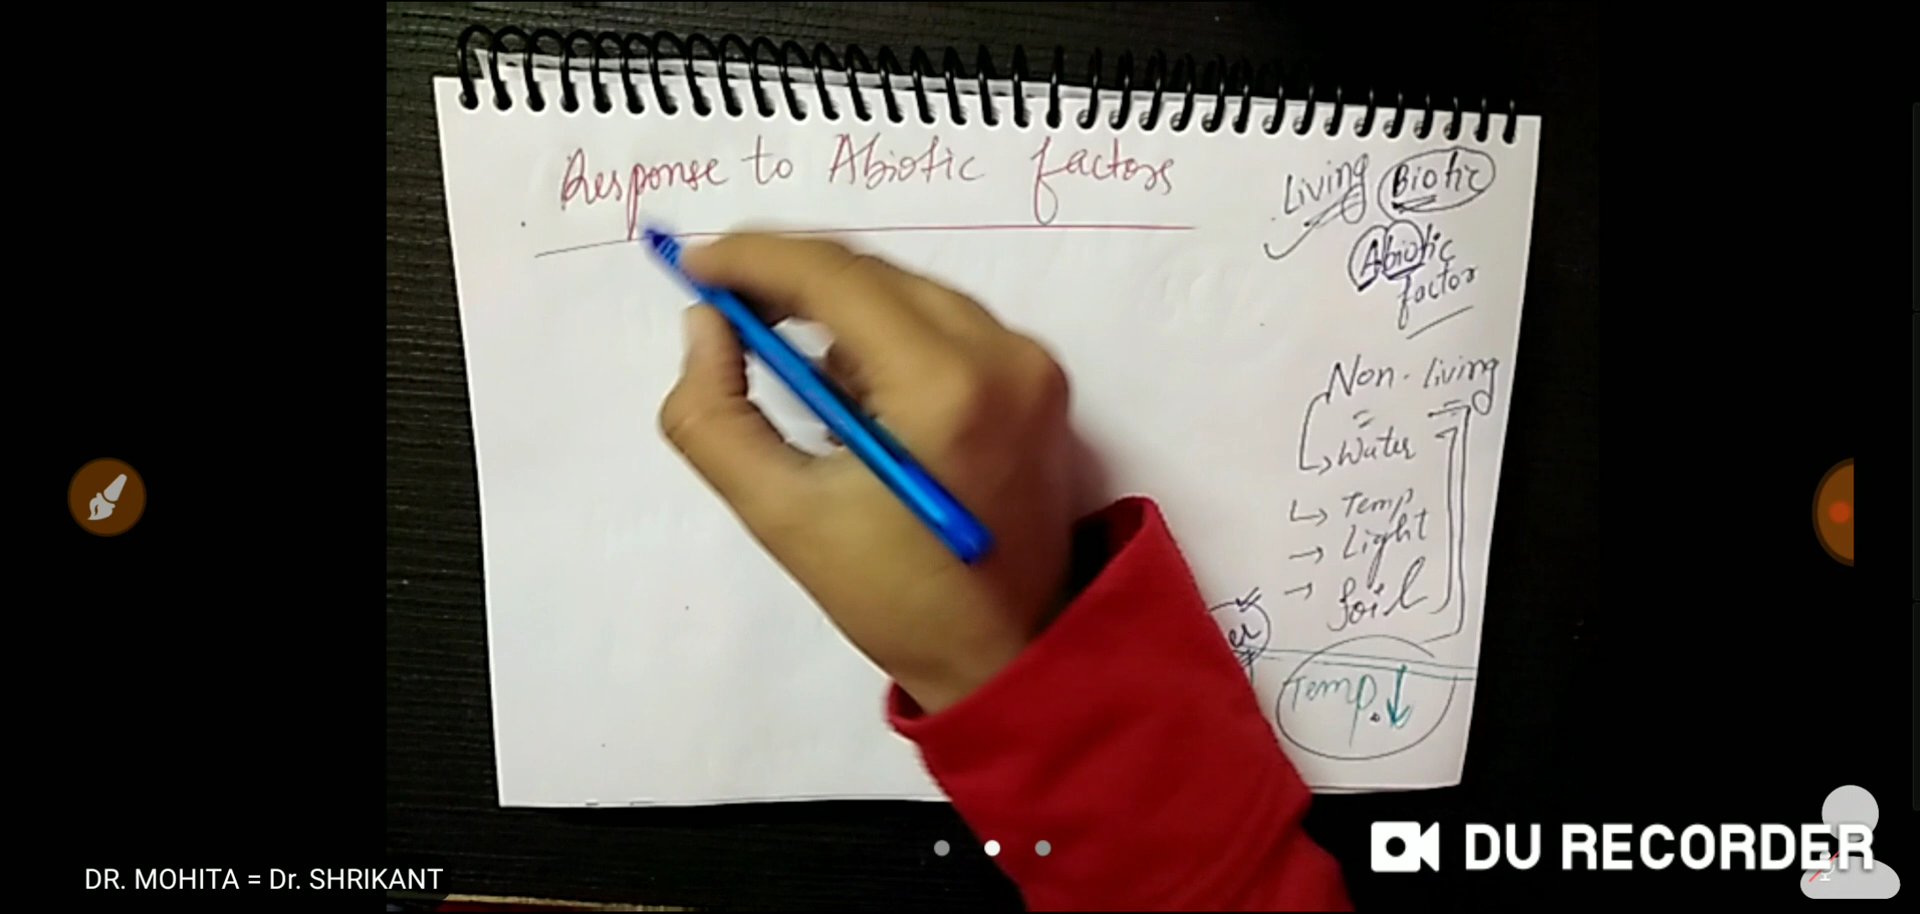 Response to Abiotic factors
Living Biotic
Abiotic
factor
Non-living
Water
Temp
Light
Soil
Temp.
DR. MOHITA = Dr. SHRIKANT
DU RECORDER